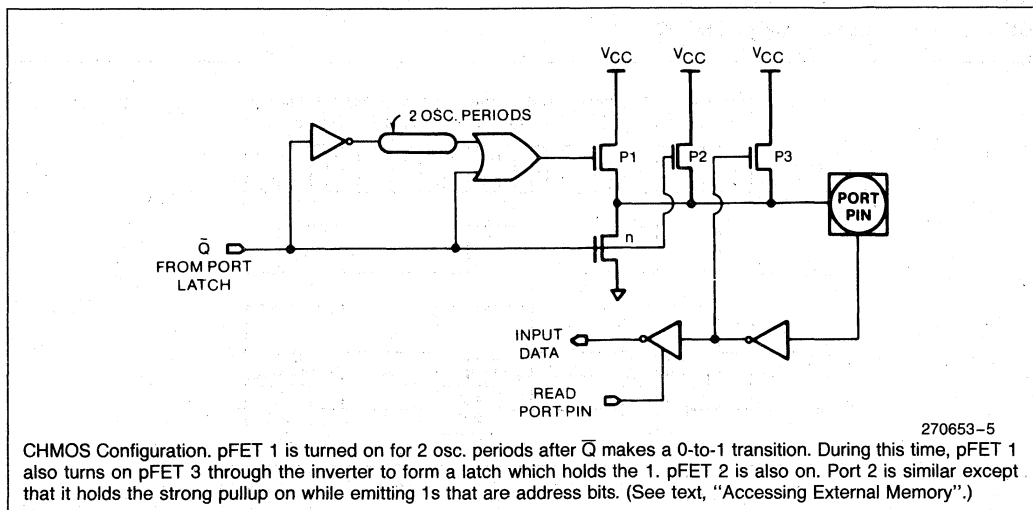 VCC VCC VCC
2 OSC. PERIODS
P1 P2 P3
PORT
PIN
Q̅
n
FROM PORT
LATCH
INPUT
DATA
READ
PORT PIN
270653-5
CHMOS Configuration. pFET 1 is turned on for 2 osc. periods after Q̅ makes a 0-to-1 transition. During this time, pFET 1
also turns on pFET 3 through the inverter to form a latch which holds the 1. pFET 2 is also on. Port 2 is similar except
that it holds the strong pullup on while emitting 1s that are address bits. (See text, "Accessing External Memory".)